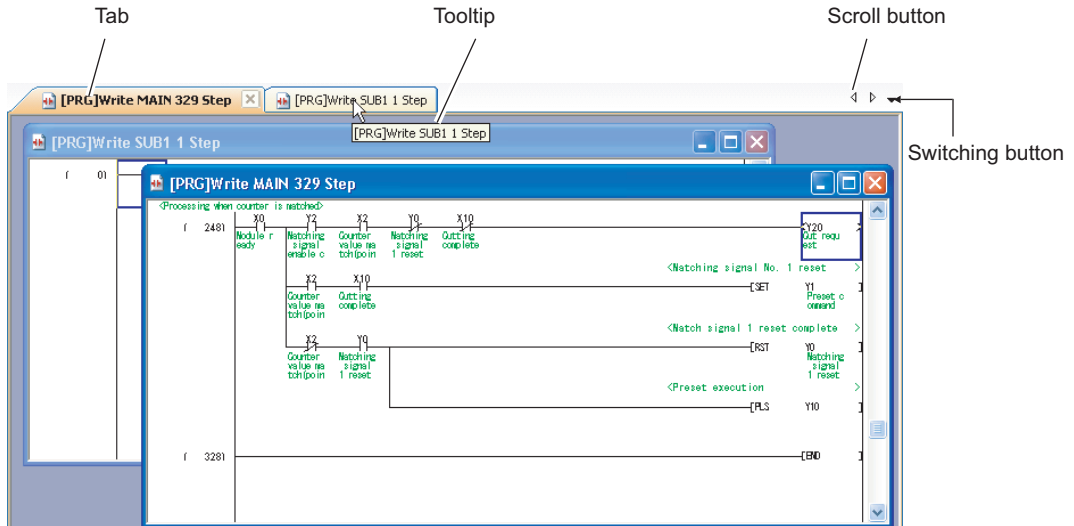 Tab
Tooltip
Scroll button
[PRG]Write MAIN 329 Step
[PRG]Write SUB1 1 Step
[PRG]Write SUB1 1 Step
Switching button
[PRG]Write SUB1 1 Step
( 0)
[PRG]Write MAIN 329 Step
<Processing when counter is matched>
( 248)
X0
Y2
X2
Y0
X10
Y20
Module r
eady
Matching
signal
enable c
Counter
value ma
tch(poin
Matching
signal
1 reset
Cutting
complete
Cut requ
est
<Matching signal No. 1 reset >
X2
X10
[SET Y1 ]
Counter
value ma
tch(poin
Cutting
complete
Preset c
ommand
<Match signal 1 reset complete >
X2
Y0
[RST Y0 ]
Counter
value ma
tch(poin
Matching
signal
1 reset
Matching
signal
1 reset
<Preset execution >
[PLS Y10 ]
( 328)
[END ]